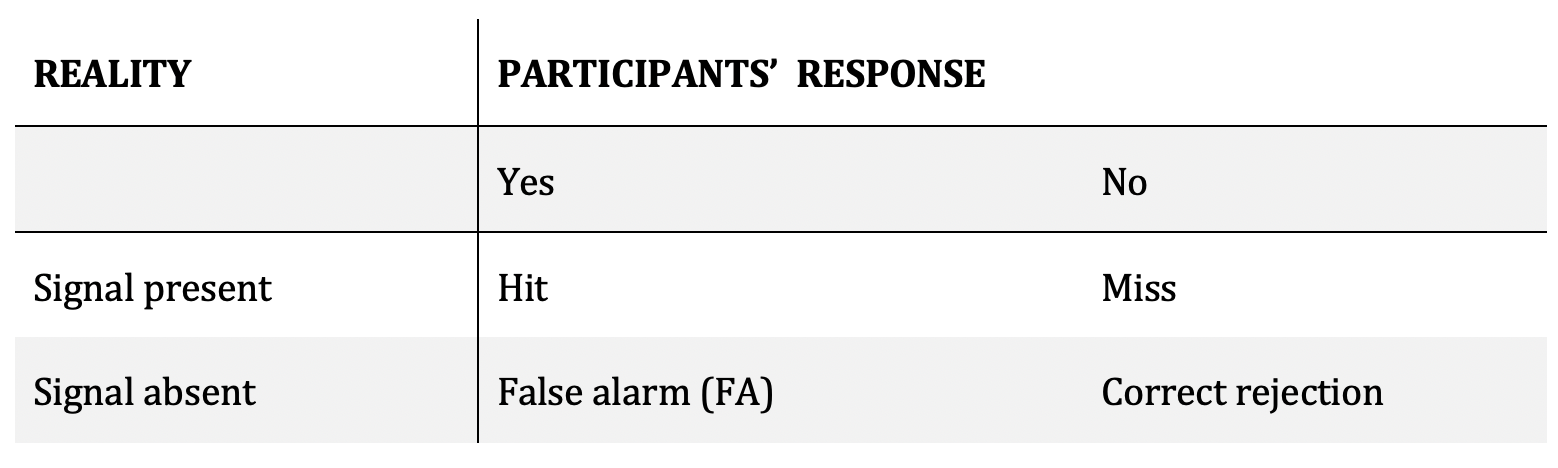 REALITY PARTICIPANTS’ RESPONSE
Yes No
Signal present Hit Miss
Signal absent False alarm (FA) Correct rejection